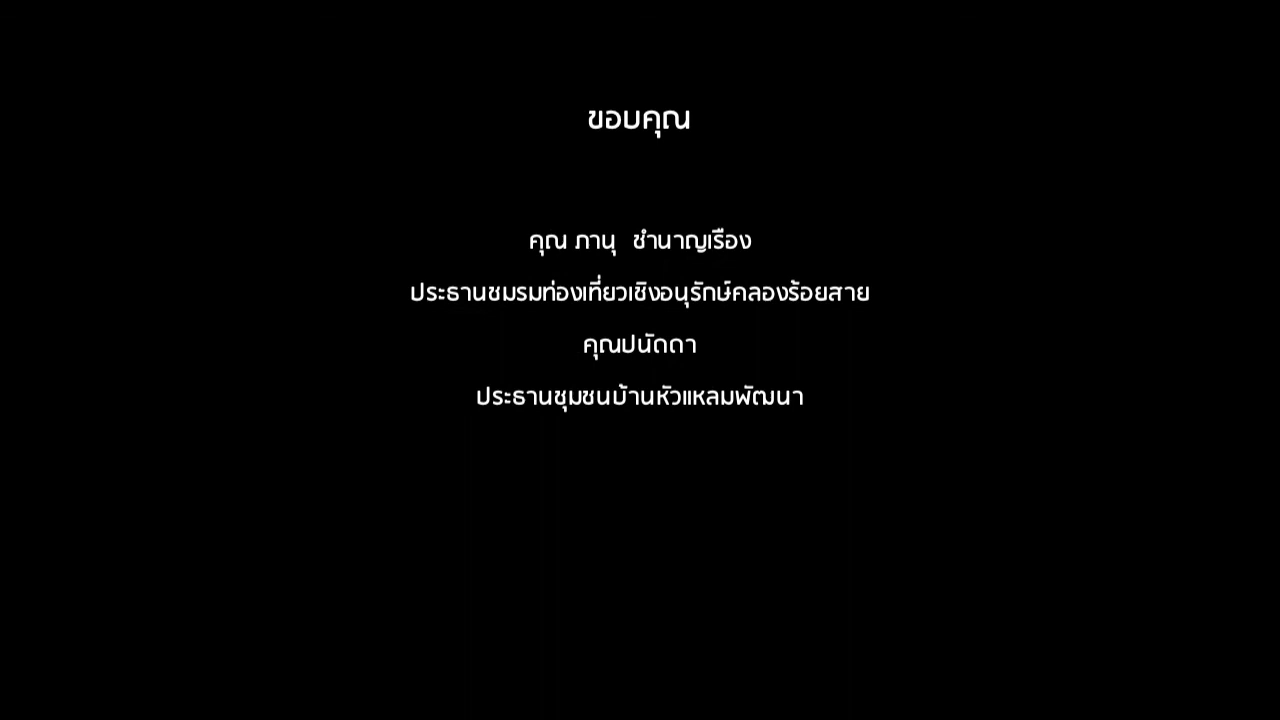 ขอบคุณ
คุณ ภานุ ชำนาญเรือง
ประธานชมรมท่องเที่ยวเชิงอนุรักษ์คลองร้อยสาย
คุณปนัดดา
ประธานชุมชนบ้านหัวแหลมพัฒนา